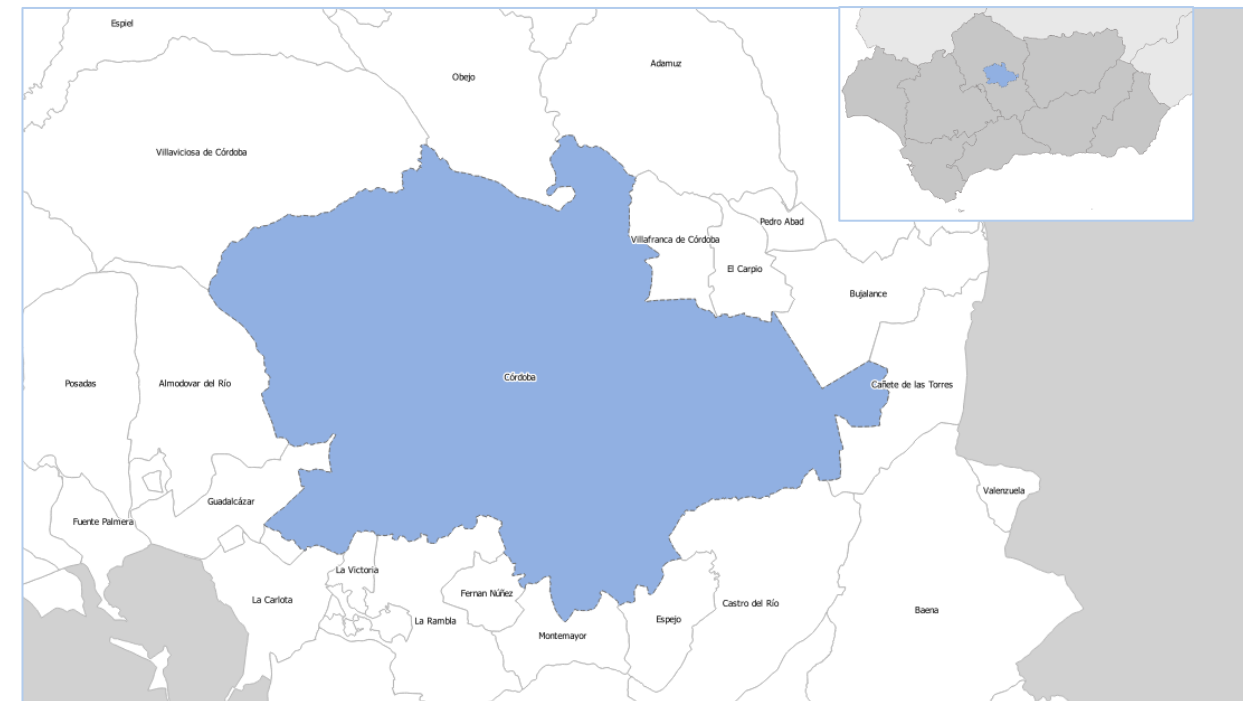 Espiel
Obejo
Adamuz
Villaviciosa de Córdoba
Pedro Abad
Villafranca de Córdoba
El Carpio
Bujalance
Córdoba
Posadas
Almodovar del Río
Cañete de las Torres
Guadalcázar
Valenzuela
Fuente Palmera
La Victoria
La Carlota
Fernan Núñez
Castro del Río
Baena
La Rambla
Espejo
Montemayor